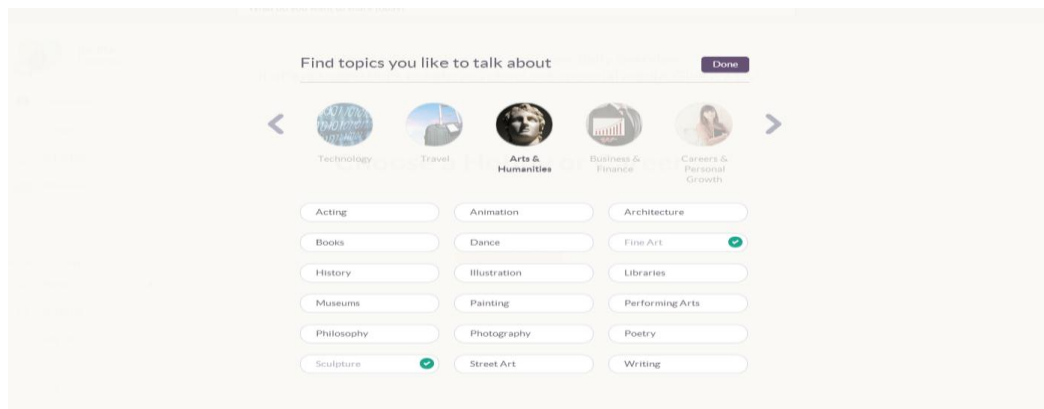 Find topics you like to talk about
Done
Technology
Travel
Arts &
Humanities
Business &
Finance
Careers &
Personal
Growth
Acting
Animation
Architecture
Books
Dance
Fine Art
History
Illustration
Libraries
Museums
Painting
Performing Arts
Philosophy
Photography
Poetry
Sculpture
Street Art
Writing